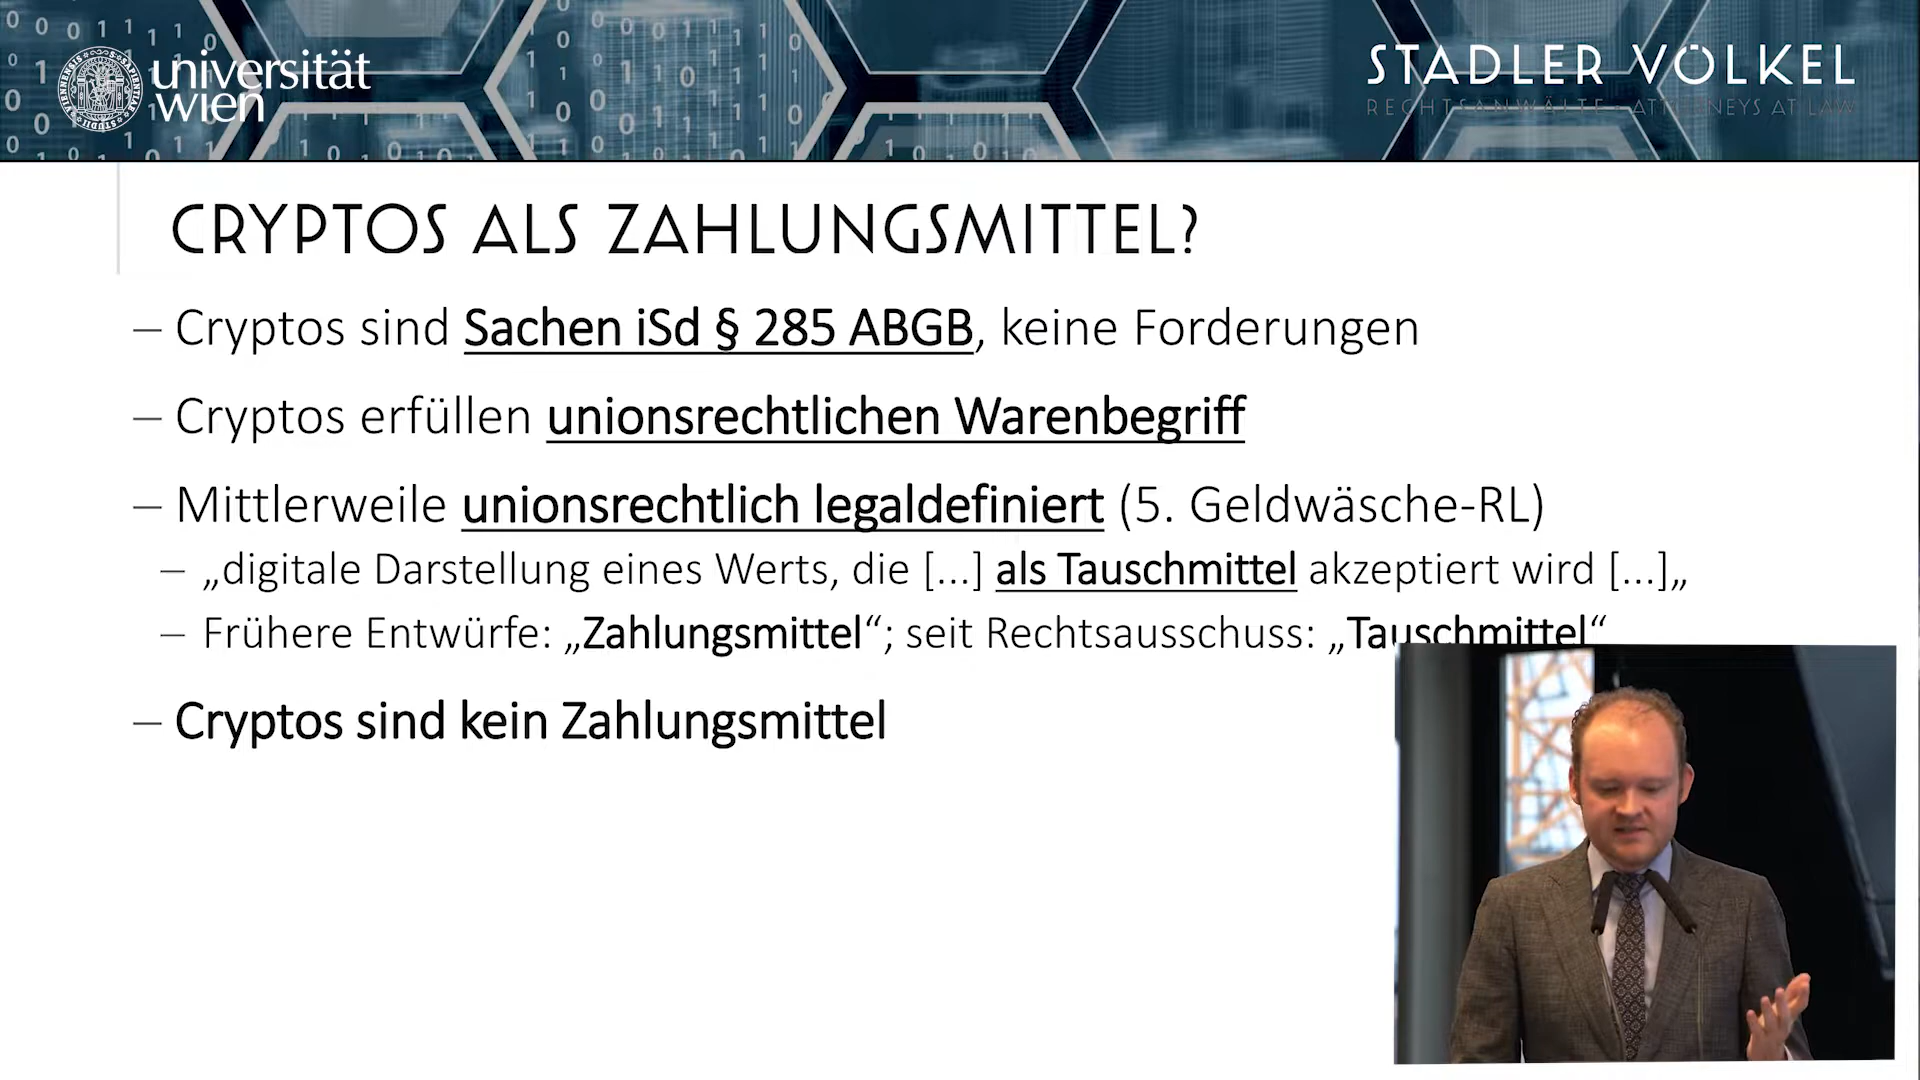 universität
wien
STADLER VÖLKEL
RECHTSANWÄLTE • ATTORNEYS AT LAW
CRYPTOS ALS ZAHLUNGSMITTEL?
– Cryptos sind Sachen iSd § 285 ABGB, keine Forderungen
– Cryptos erfüllen unionsrechtlichen Warenbegriff
– Mittlerweile unionsrechtlich legaldefiniert (5. Geldwäsche-RL)
– „digitale Darstellung eines Werts, die [...] als Tauschmittel akzeptiert wird [...]„
– Frühere Entwürfe: „Zahlungsmittel“; seit Rechtsausschuss: „Tauschmittel“
– Cryptos sind kein Zahlungsmittel